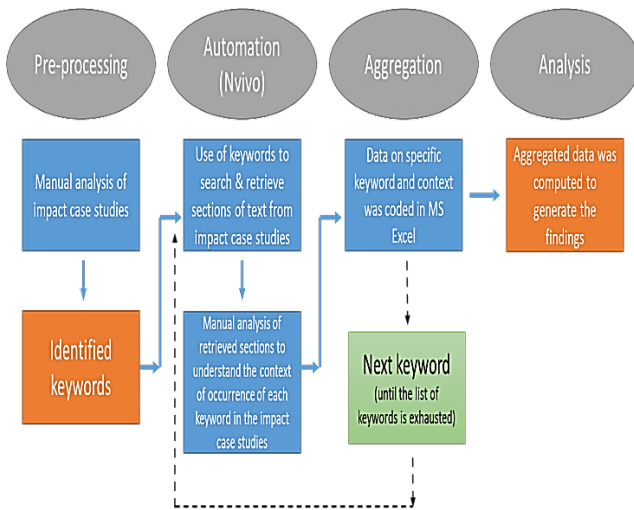 Pre-processing
Automation
(Nvivo)
Aggregation
Analysis
Manual analysis of
impact case studies
Identified
keywords
Use of keywords to
search & retrieve
sections of text from
impact case studies
Manual analysis of
retrieved sections to
understand the context
of occurrence of each
keyword in the impact
case studies
Data on specific
keyword and context
was coded in MS
Excel
Next keyword
(until the list of
keywords is exhausted)
Aggregated data was
computed to
generate the
findings